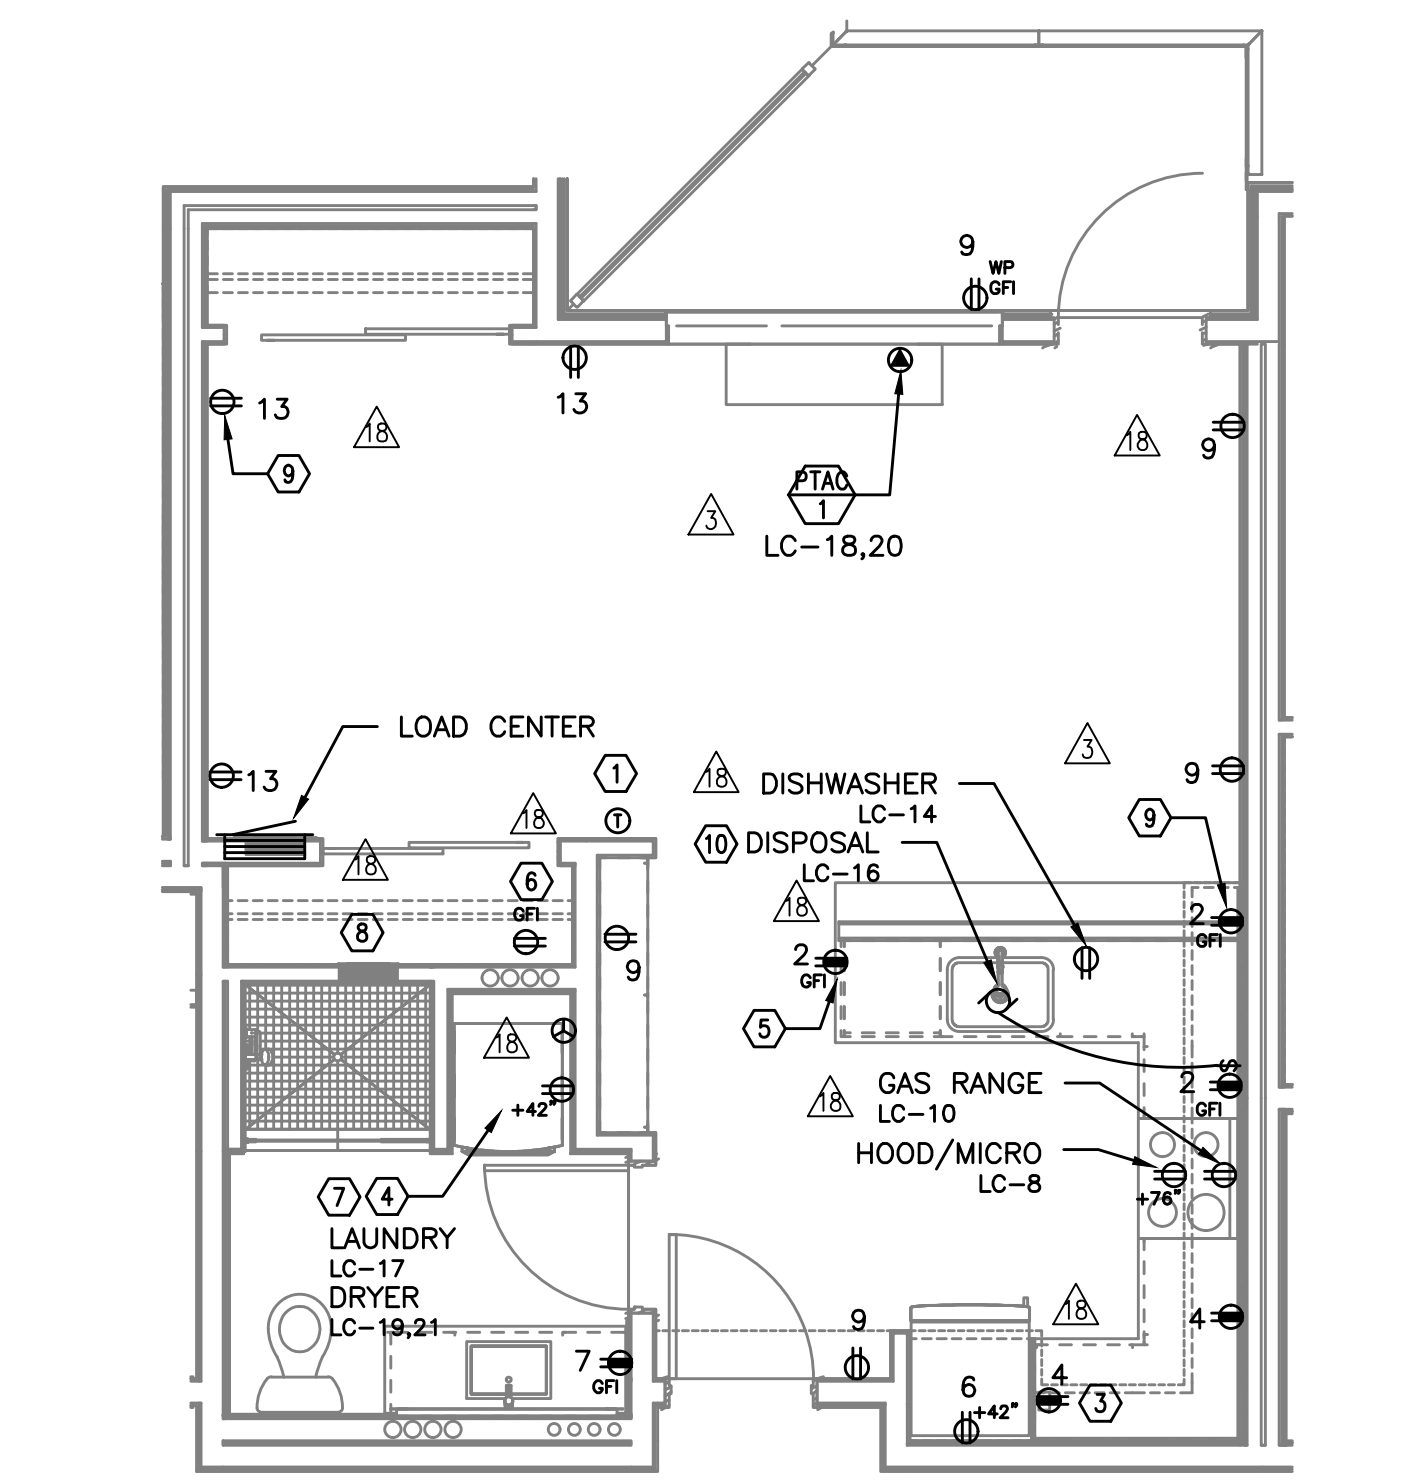 9
WP
GFI
13
13
9
18
18
9
PTAC
1
3
LC-18,20
LOAD CENTER
3
13
1
18
DISHWASHER
9
LC-14
T
18
9
10
DISPOSAL
LC-16
18
6
GFI
18
2
GFI
8
9
2
GFI
5
18
S
2
GFI
GAS RANGE
LC-10
18
+42"
HOOD/MICRO
LC-8
+76"
7
4
LAUNDRY
LC-17
DRYER
LC-19,21
18
4
9
7
GFI
4
6
+42"
3